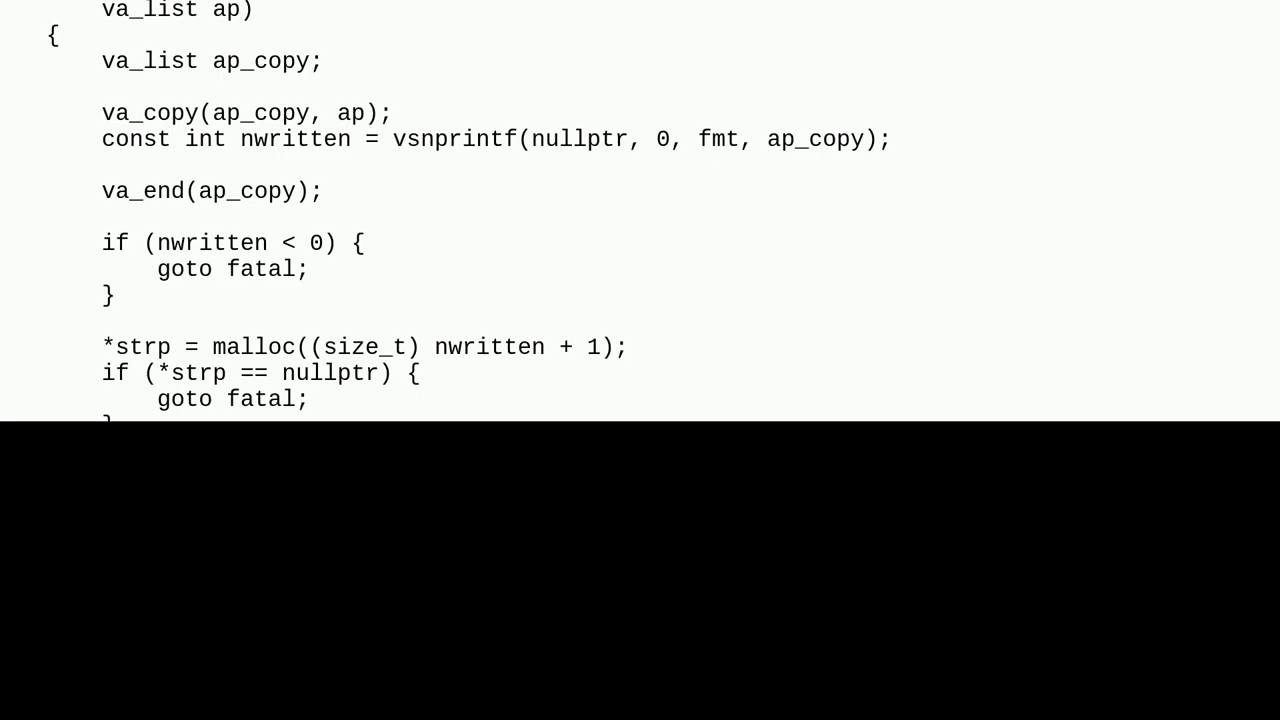 va_list ap)
{
va_list ap_copy;
va_copy(ap_copy, ap);
const int nwritten = vsnprintf(nullptr, 0, fmt, ap_copy);
va_end(ap_copy);
if (nwritten < 0) {
goto fatal;
}
*strp = malloc((size_t) nwritten + 1);
if (*strp == nullptr) {
goto fatal;
}